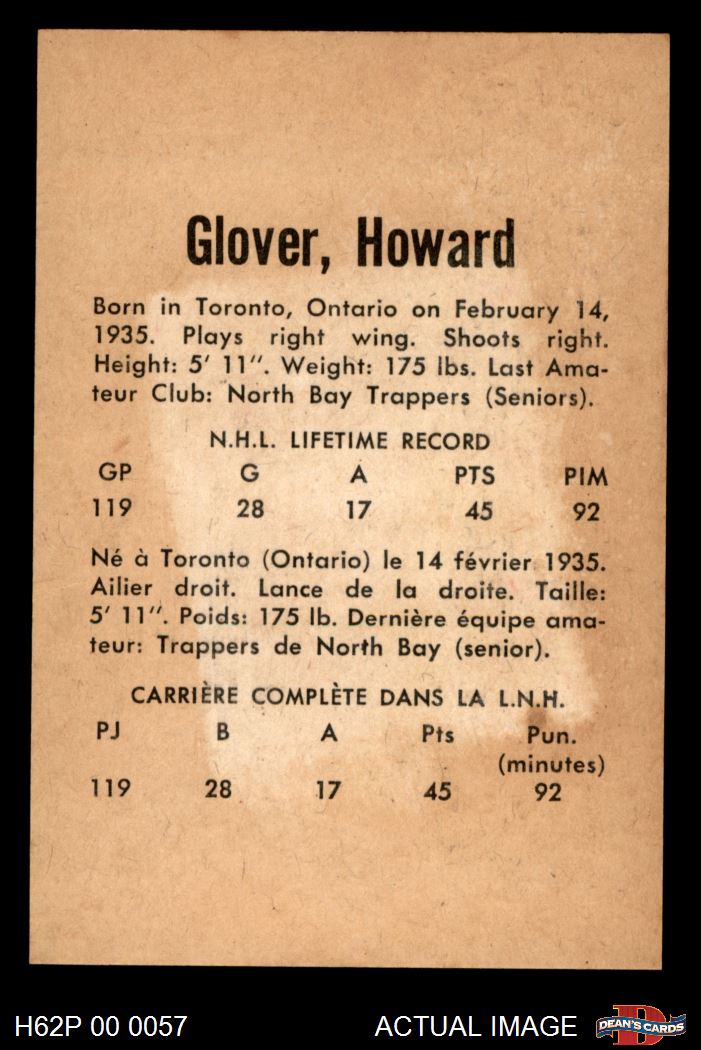 Glover, Howard
Born in Toronto, Ontario on February 14,
1935. Plays right wing. Shoots right.
Height: 5′ 11″. Weight: 175 lbs. Last Ama-
teur Club: North Bay Trappers (Seniors).
N.H.L. LIFETIME RECORD
GP G A PTS PIM
119 28 17 45 92
Né à Toronto (Ontario) le 14 février 1935.
Ailier droit. Lance de la droite. Taille:
5′ 11″. Poids: 175 lb. Dernière équipe ama-
teur: Trappers de North Bay (senior).
CARRIÈRE COMPLÈTE DANS LA L.N.H.
PJ B A Pts Pun.
(minutes)
119 28 17 45 92
H62P 00 0057 ACTUAL IMAGE D DEAN'S CARDS